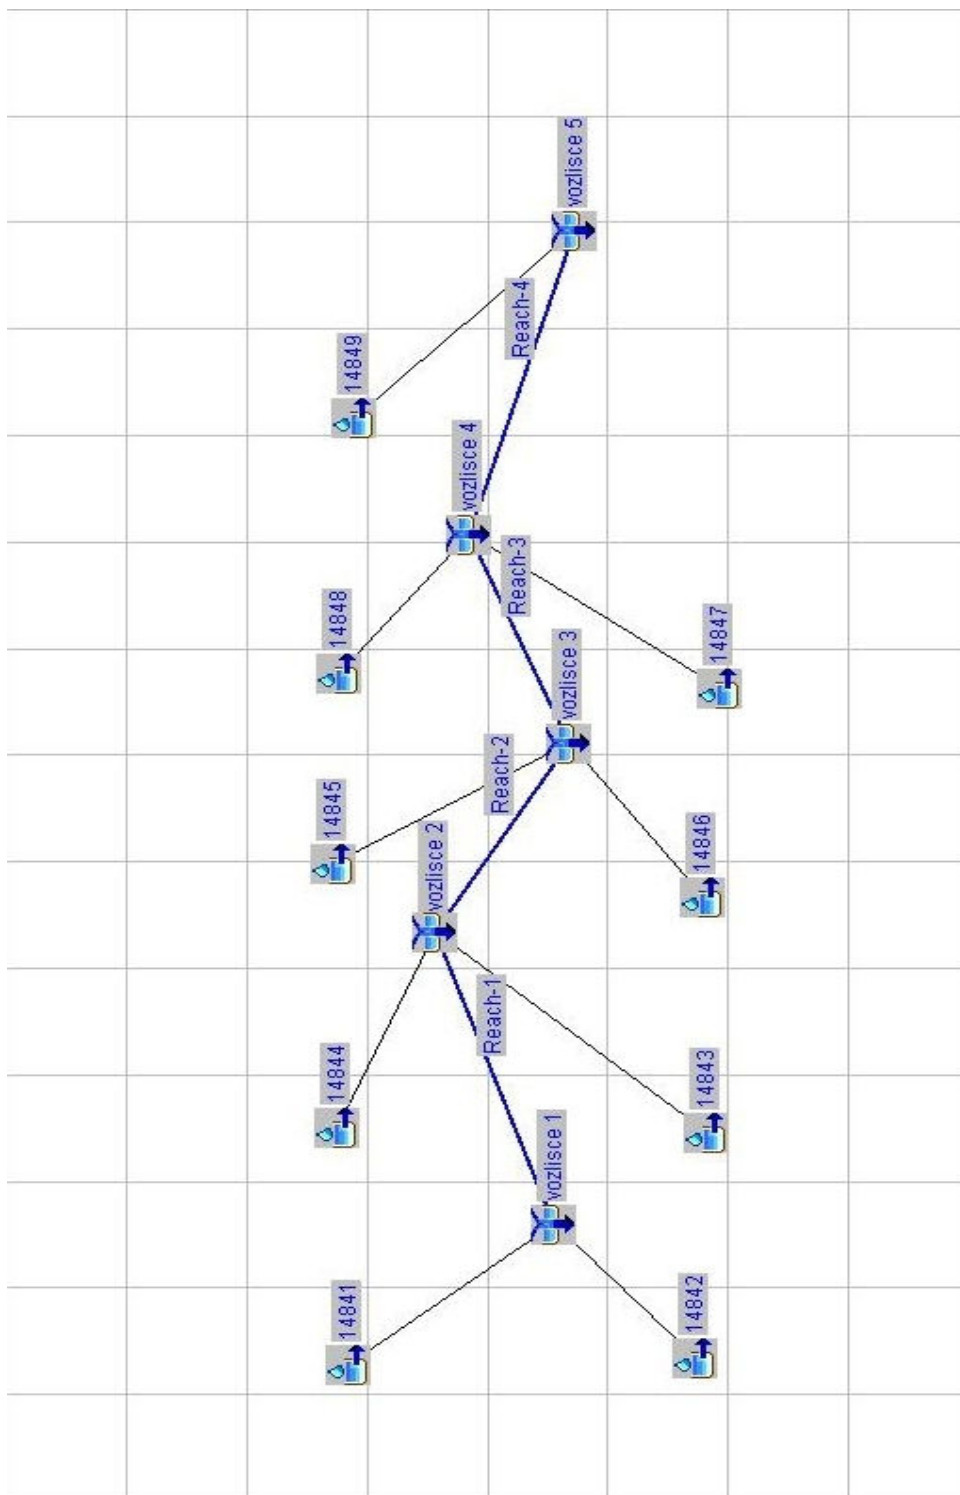 vozlisce 5
Reach-4
14849
vozlisce 4
Reach-3
14848
14847
vozlisce 3
Reach-2
14845
14846
vozlisce 2
Reach-1
14844
14843
vozlisce 1
14841
14842